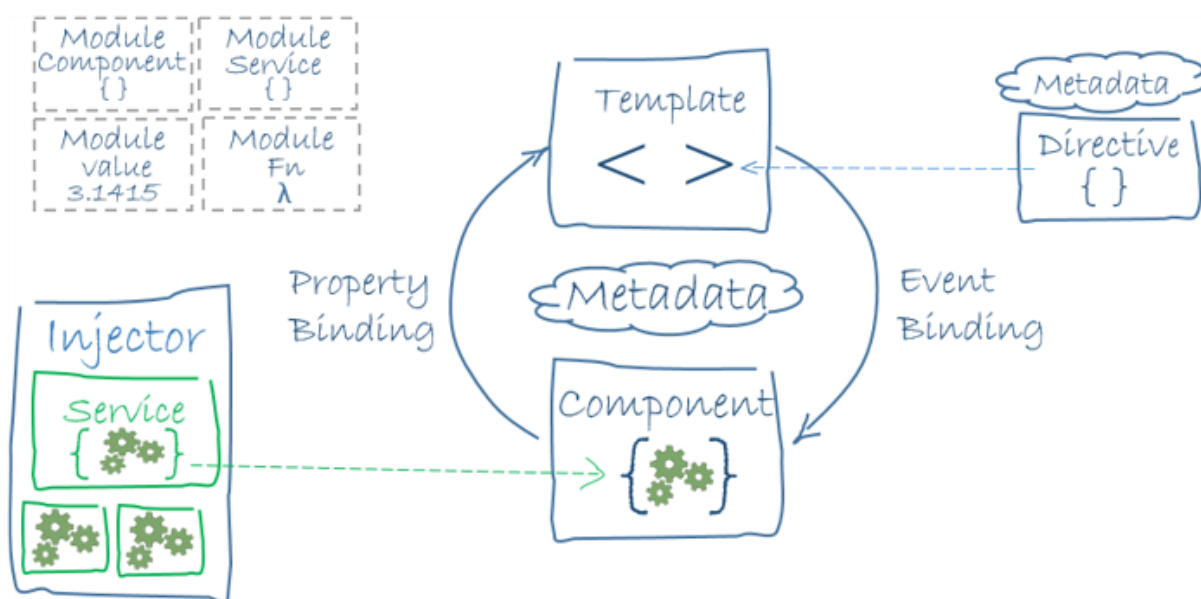 Module
Component
{ }
Module
Service
{ }
Module
value
3.1415
Module
Fn
λ
Template
< >
Metadata
Directive
{ }
Property
Binding
Metadata
Event
Binding
Injector
Service
{ }
Component
{ }